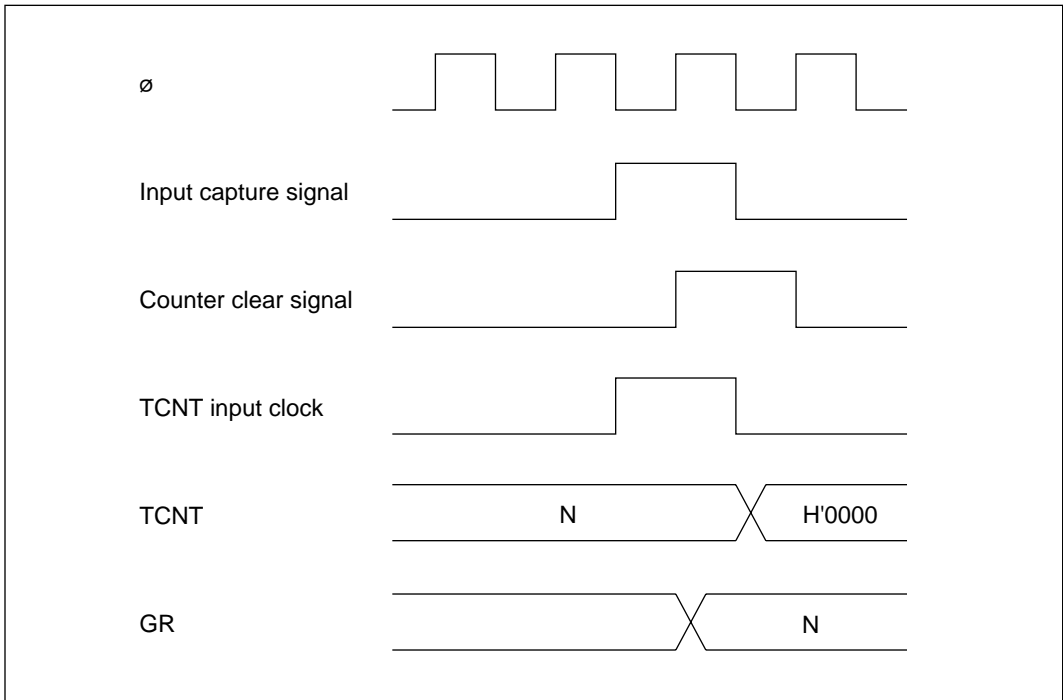 ø
Input capture signal
Counter clear signal
TCNT input clock
TCNT N H'0000
GR N